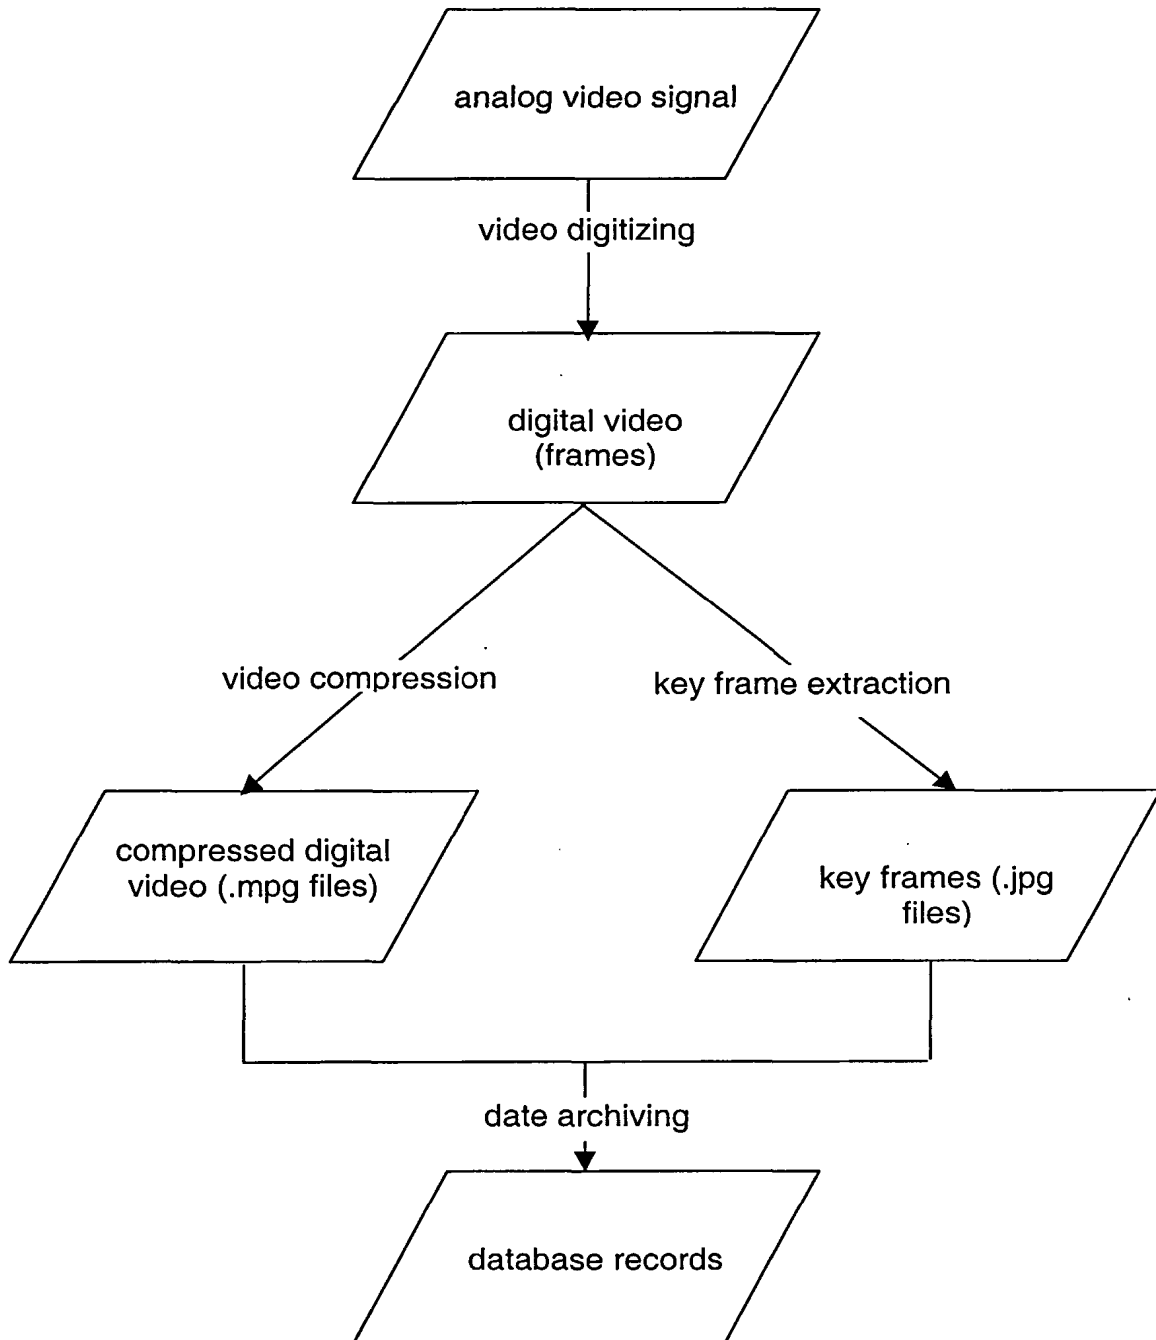 analog video signal
video digitizing
digital video
(frames)
video compression
key frame extraction
compressed digital
video (.mpg files)
key frames (.jpg
files)
date archiving
database records